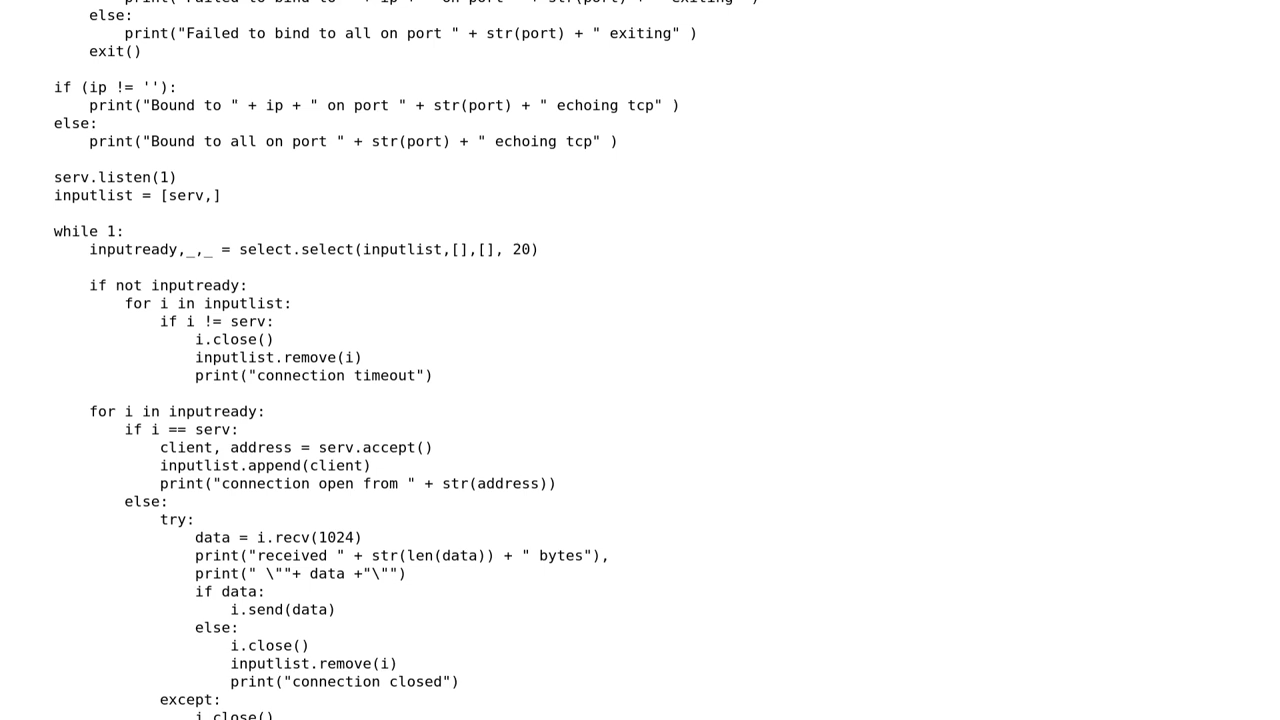 else:
print("Failed to bind to all on port " + str(port) + " exiting" )
exit()
if (ip != ''):
print("Bound to " + ip + " on port " + str(port) + " echoing tcp" )
else:
print("Bound to all on port " + str(port) + " echoing tcp" )
serv.listen(1)
inputlist = [serv,]
while 1:
inputready,_,_ = select.select(inputlist,[],[], 20)
if not inputready:
for i in inputlist:
if i != serv:
i.close()
inputlist.remove(i)
print("connection timeout")
for i in inputready:
if i == serv:
client, address = serv.accept()
inputlist.append(client)
print("connection open from " + str(address))
else:
try:
data = i.recv(1024)
print("received " + str(len(data)) + " bytes"),
print(" \""+ data +"\"")
if data:
i.send(data)
else:
i.close()
inputlist.remove(i)
print("connection closed")
except:
i.close()